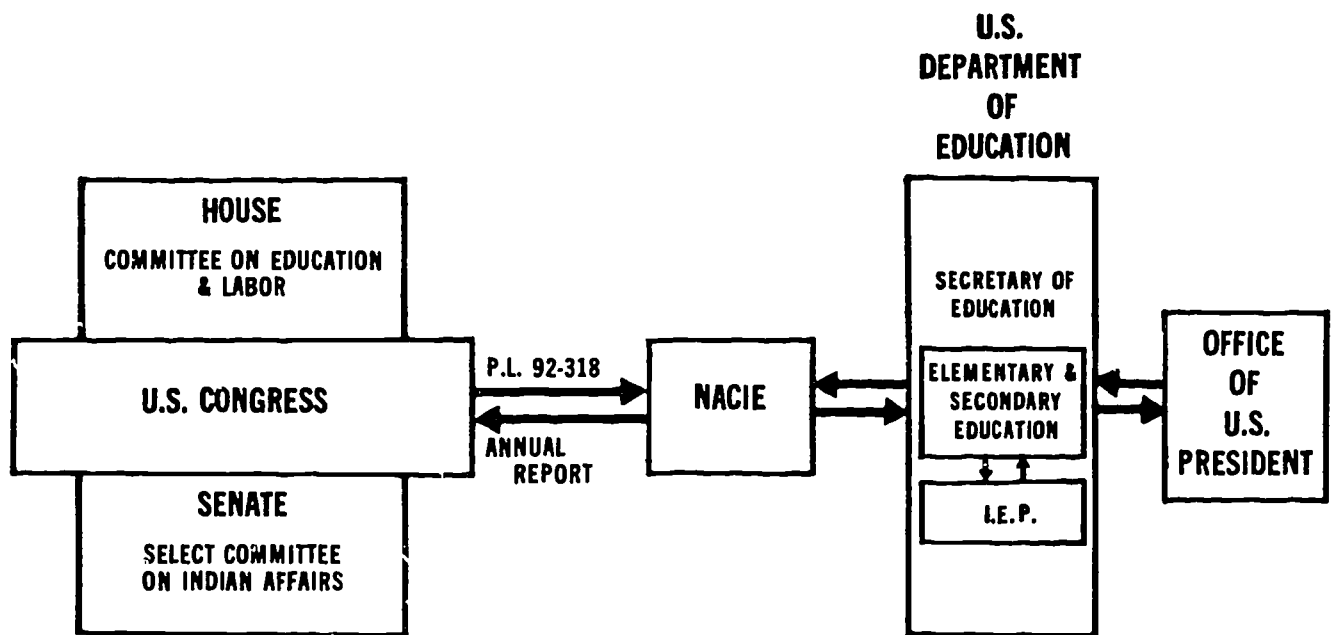 U.S.
DEPARTMENT
OF
EDUCATION
HOUSE
COMMITTEE ON EDUCATION
& LABOR
U.S. CONGRESS
SENATE
SELECT COMMITTEE
ON INDIAN AFFAIRS
P.L. 92-318
ANNUAL
REPORT
NACIE
SECRETARY OF
EDUCATION
ELEMENTARY &
SECONDARY
EDUCATION
I.E.P.
OFFICE
OF
U.S.
PRESIDENT